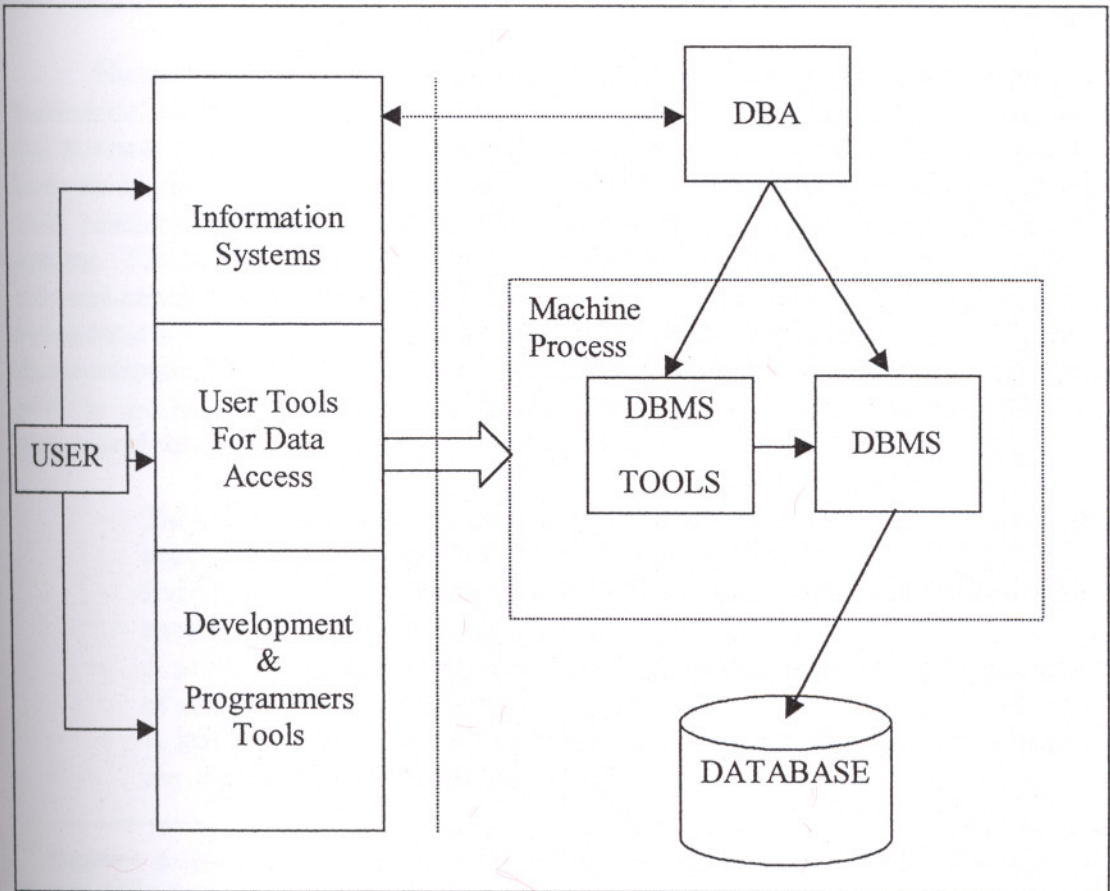 DBA
Information
Systems
Machine
Process
User Tools
For Data
Access
DBMS
TOOLS
DBMS
USER
Development
&
Programmers
Tools
DATABASE